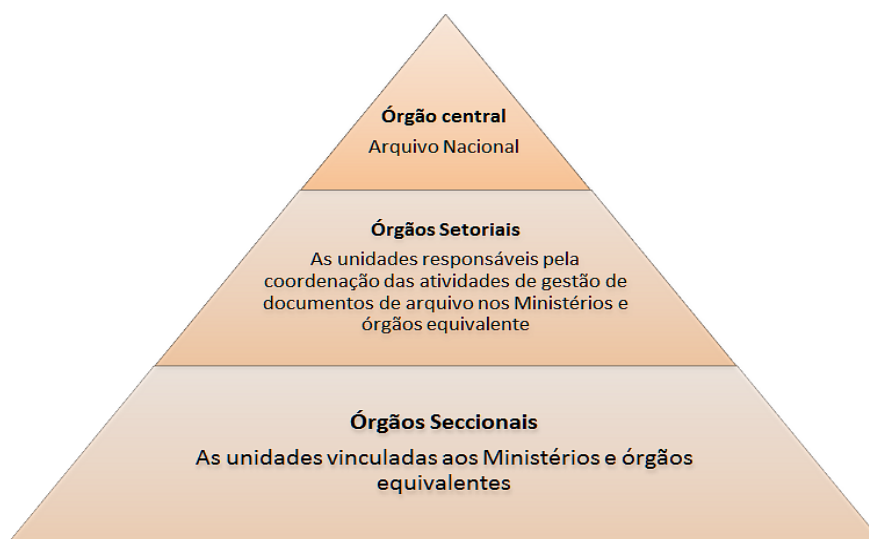 Órgão central
Arquivo Nacional
Órgãos Setoriais
As unidades responsáveis pela
coordenação das atividades de gestão de
documentos de arquivo nos Ministérios e
órgãos equivalente
Órgãos Seccionais
As unidades vinculadas aos Ministérios e órgãos
equivalentes